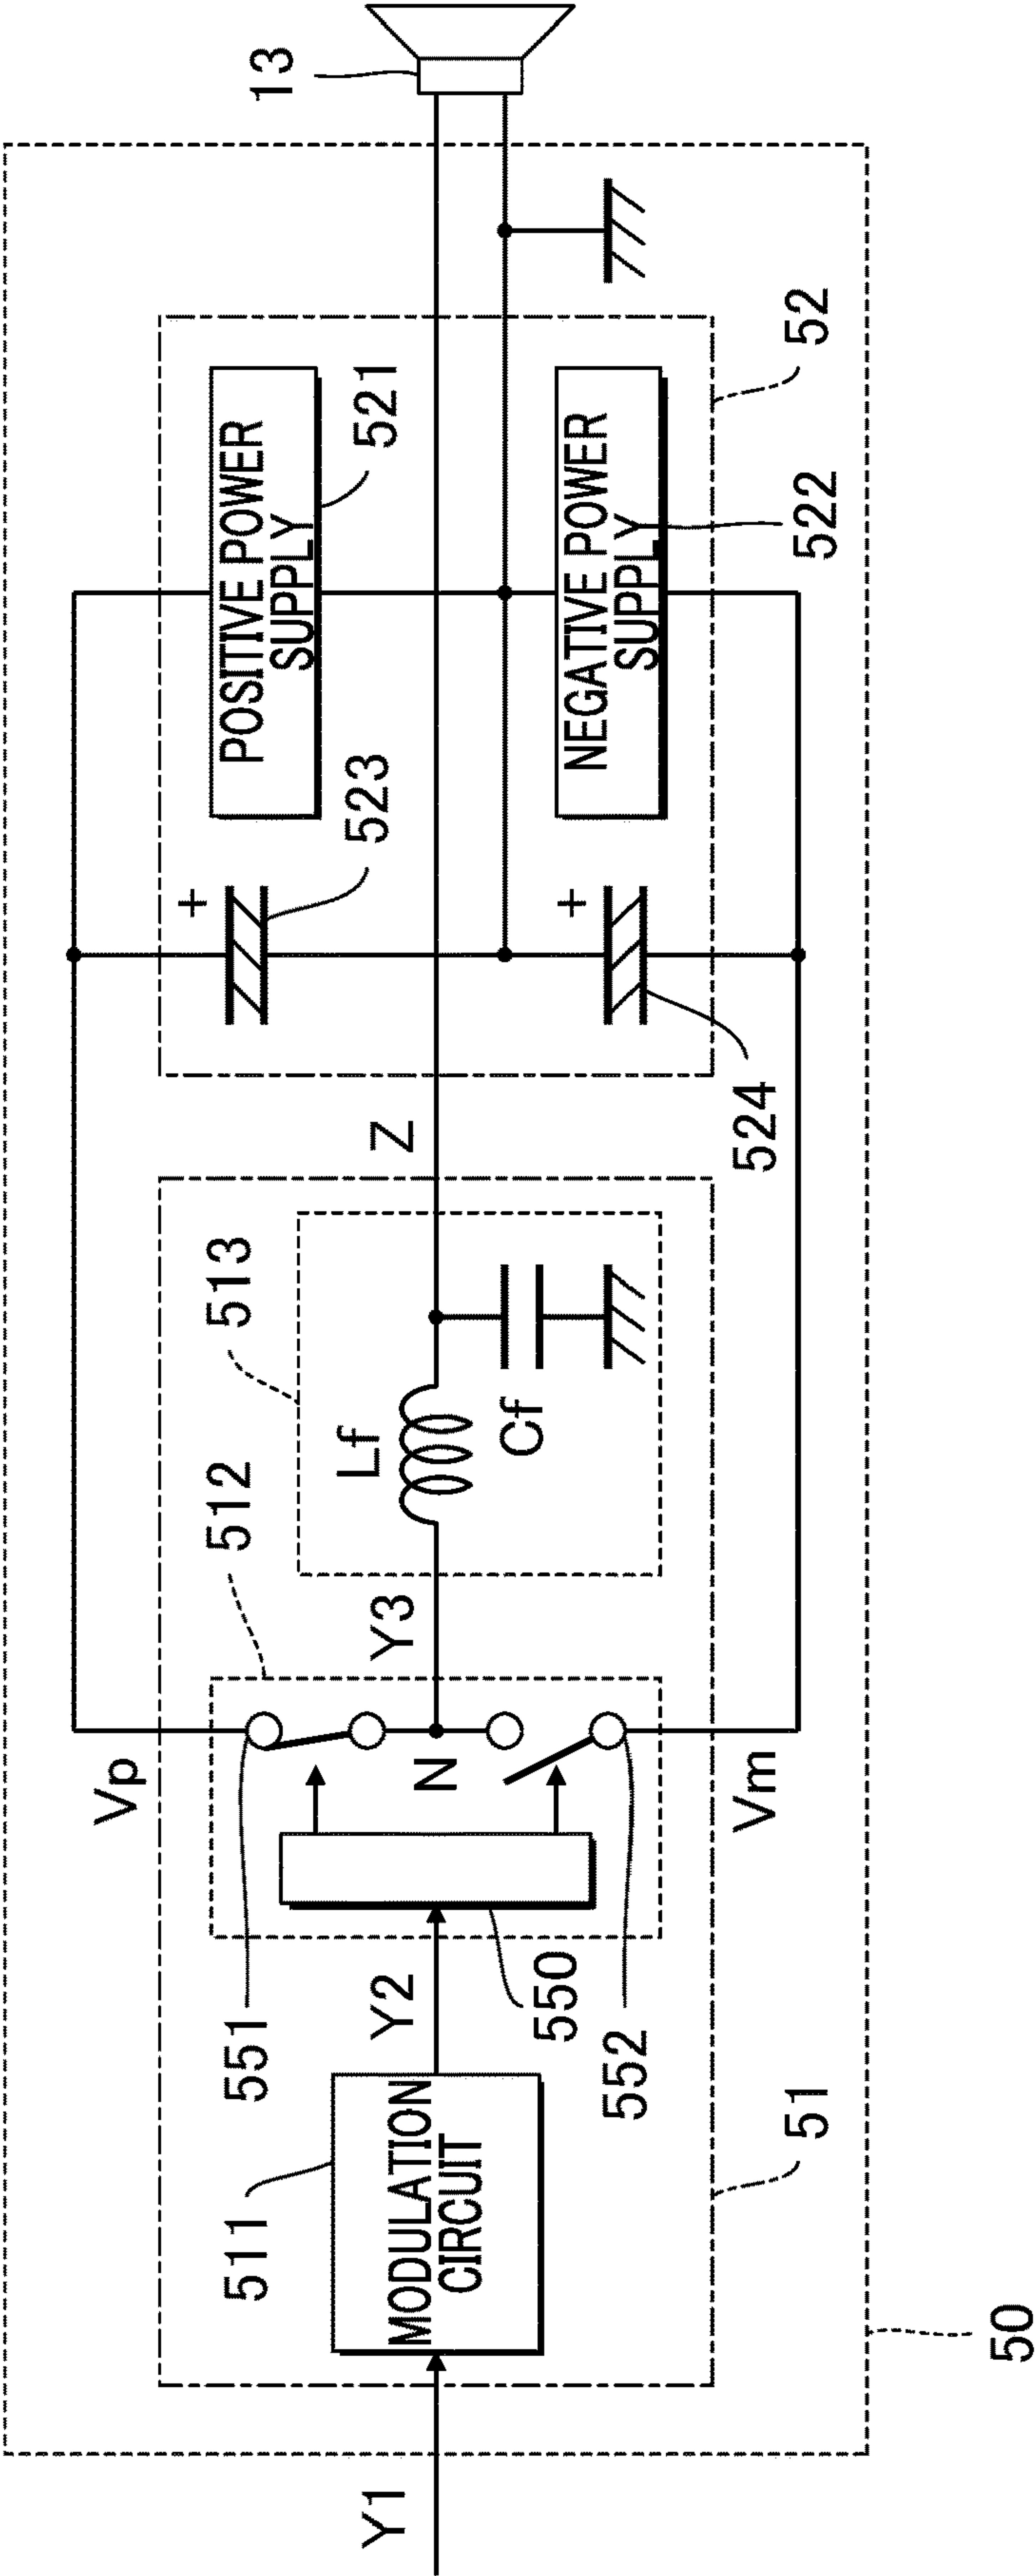 50
51
52
Y1
511
MODULATION
CIRCUIT
Y2
550
551
552
512
Vp
N
Vm
Y3
513
Lf
Cf
Z
+
523
+
524
POSITIVE POWER
SUPPLY
521
NEGATIVE POWER
SUPPLY
522
13